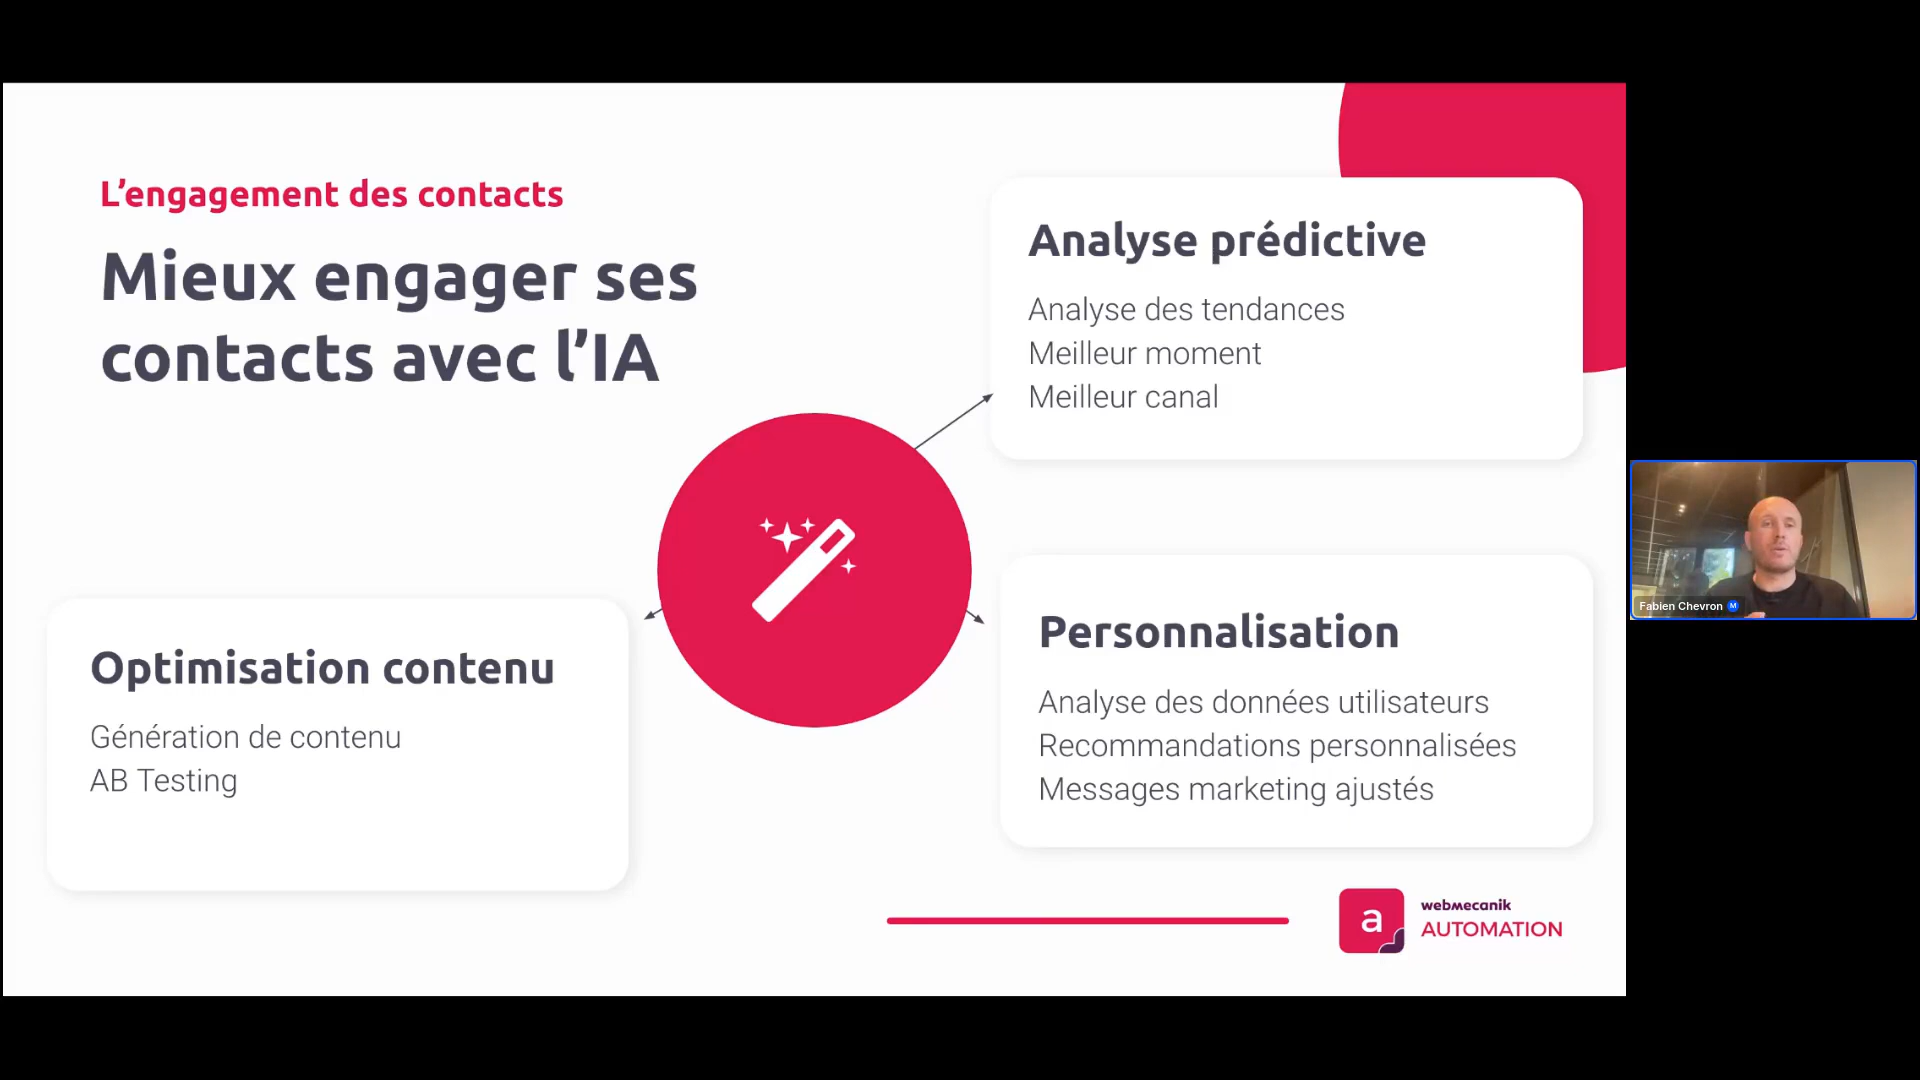 L’engagement des contacts
Mieux engager ses
contacts avec l’IA
Analyse prédictive
Analyse des tendances
Meilleur moment
Meilleur canal
Optimisation contenu
Génération de contenu
AB Testing
Personnalisation
Analyse des données utilisateurs
Recommandations personnalisées
Messages marketing ajustés
a
webmecanik
AUTOMATION
Fabien Chevron M